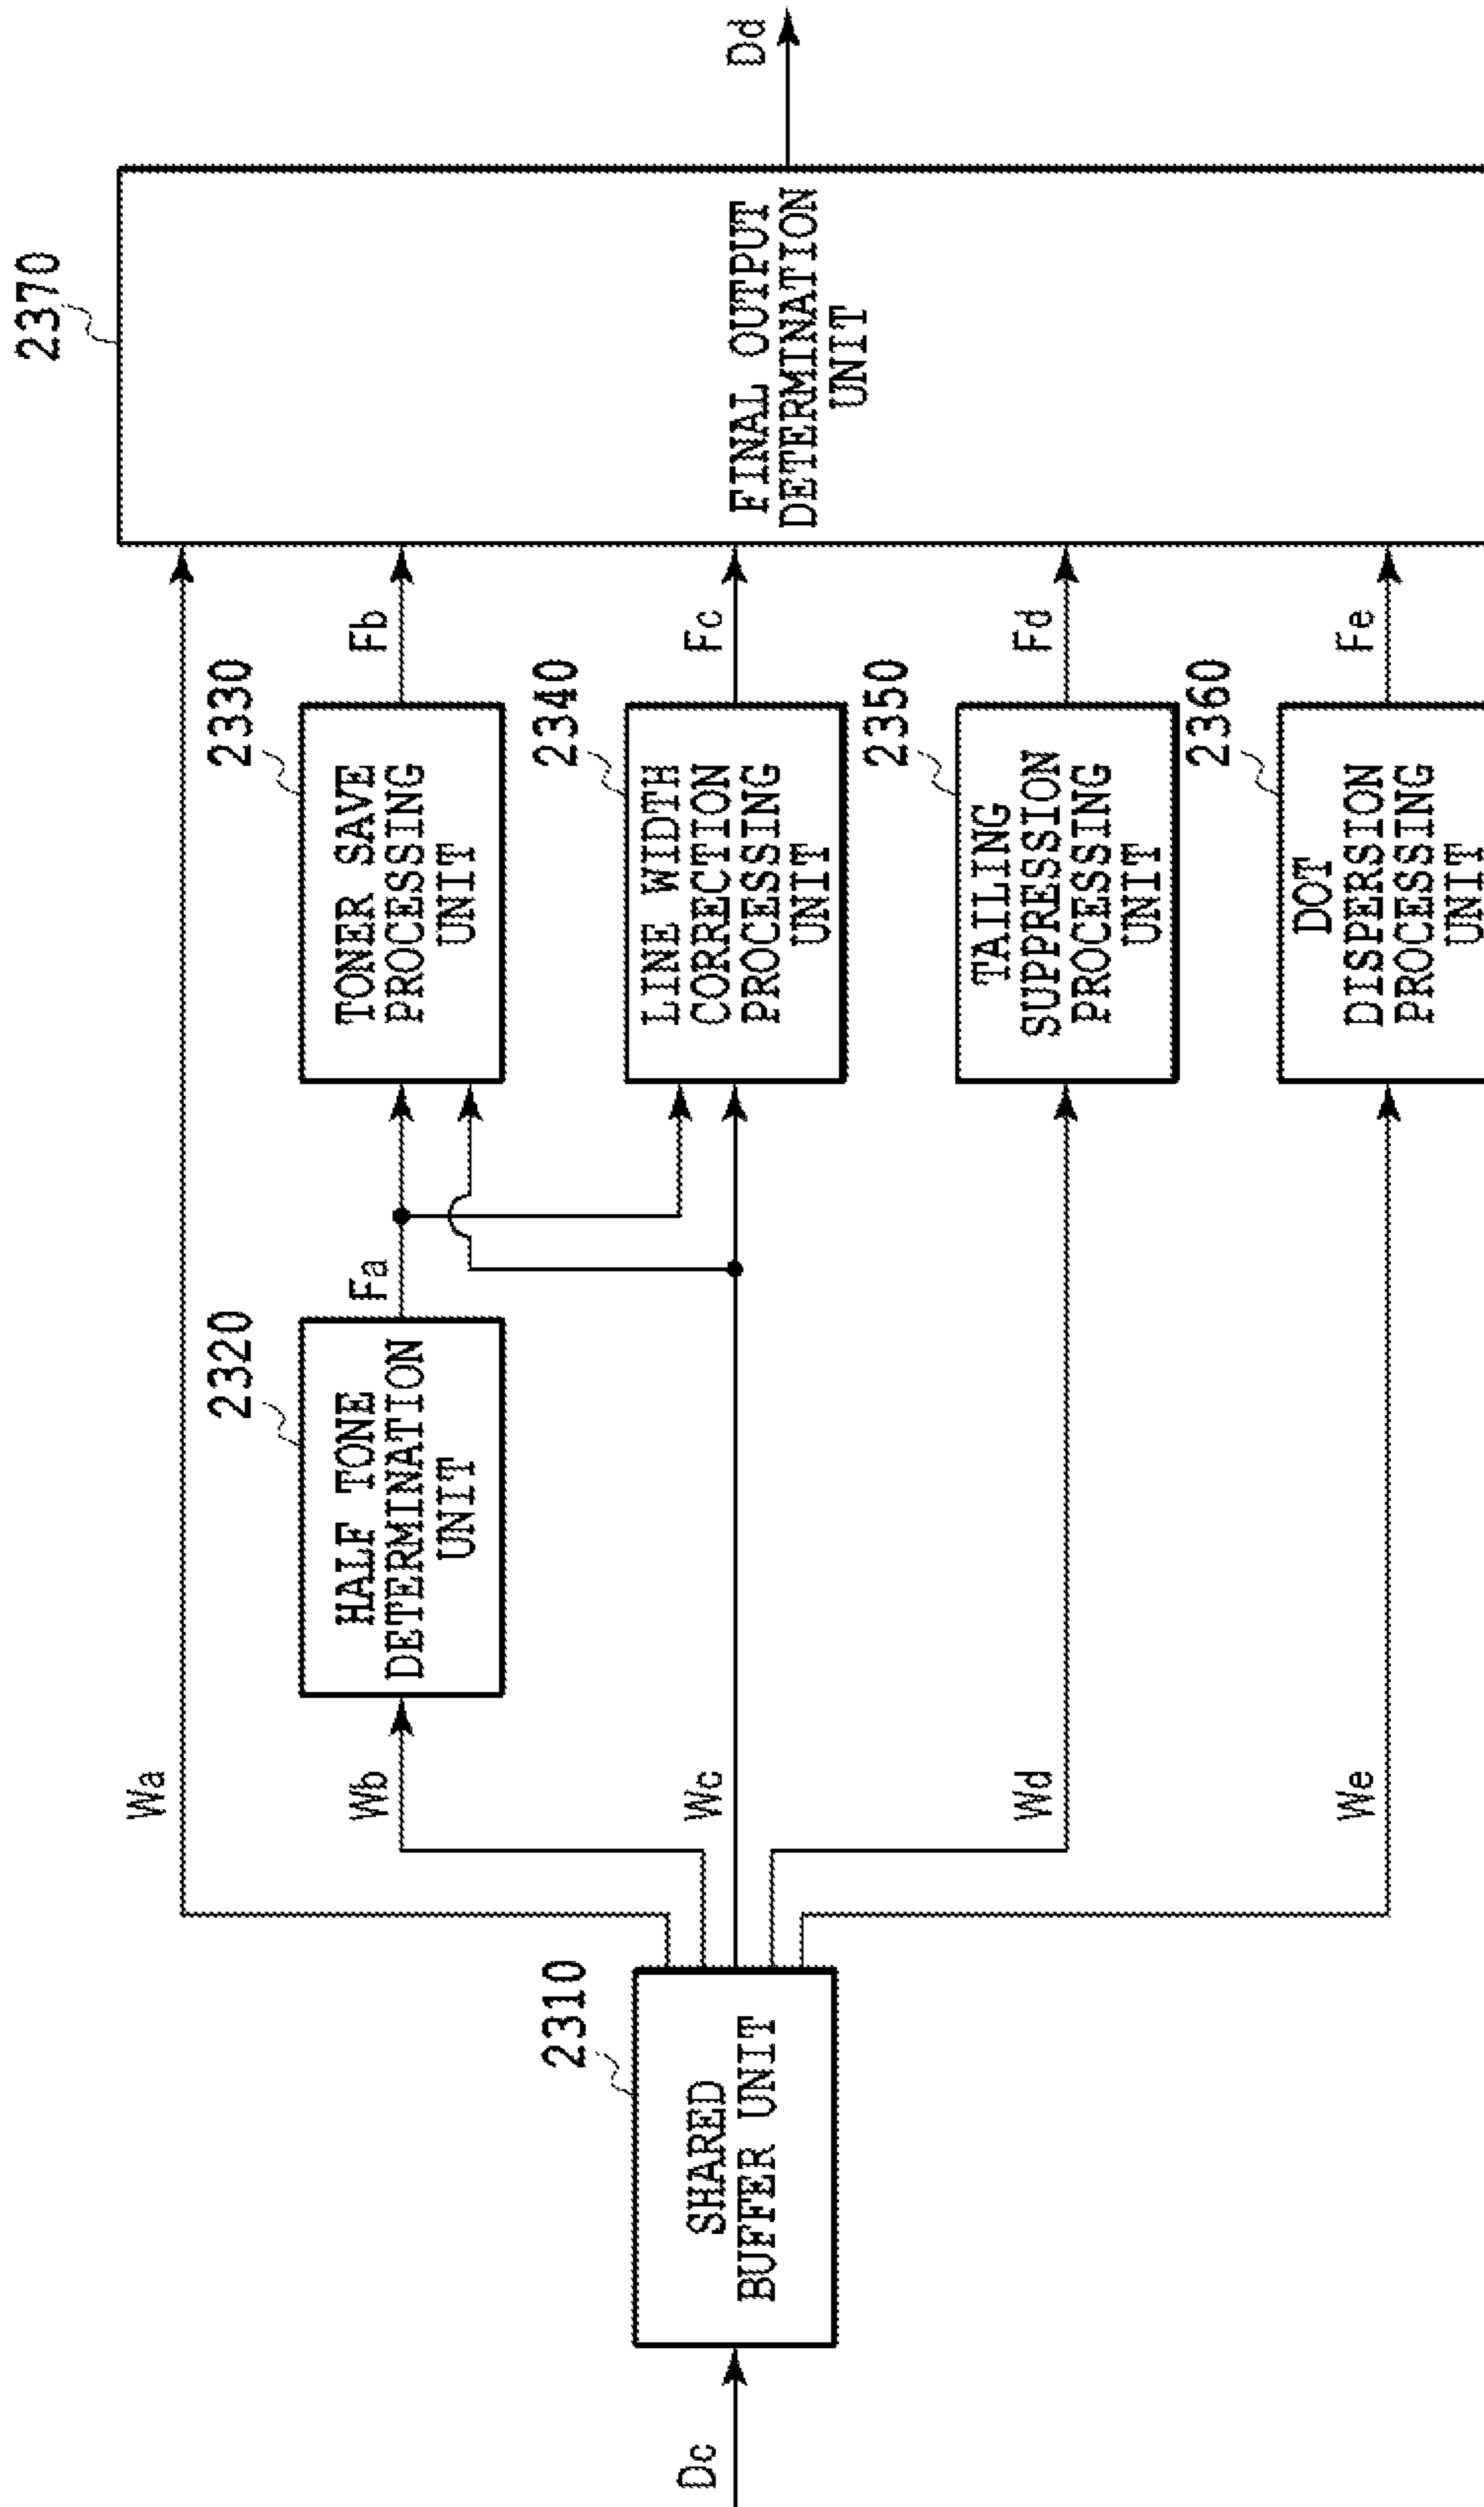 Dc
2310
SHARED
BUFFER UNIT
Wa
Wb
Wc
Wd
We
2320
HALF TONE
DETERMINATION
UNIT
Fa
2330
TONER SAVE
PROCESSING
UNIT
2340
LINE WIDTH
CORRECTION
PROCESSING
UNIT
2350
TAILING
SUPPRESSION
PROCESSING
UNIT
2360
DOT
DISPERSION
PROCESSING
UNIT
Fb
Fc
Fd
Fe
2370
FINAL OUTPUT
DETERMINATION
UNIT
Dd